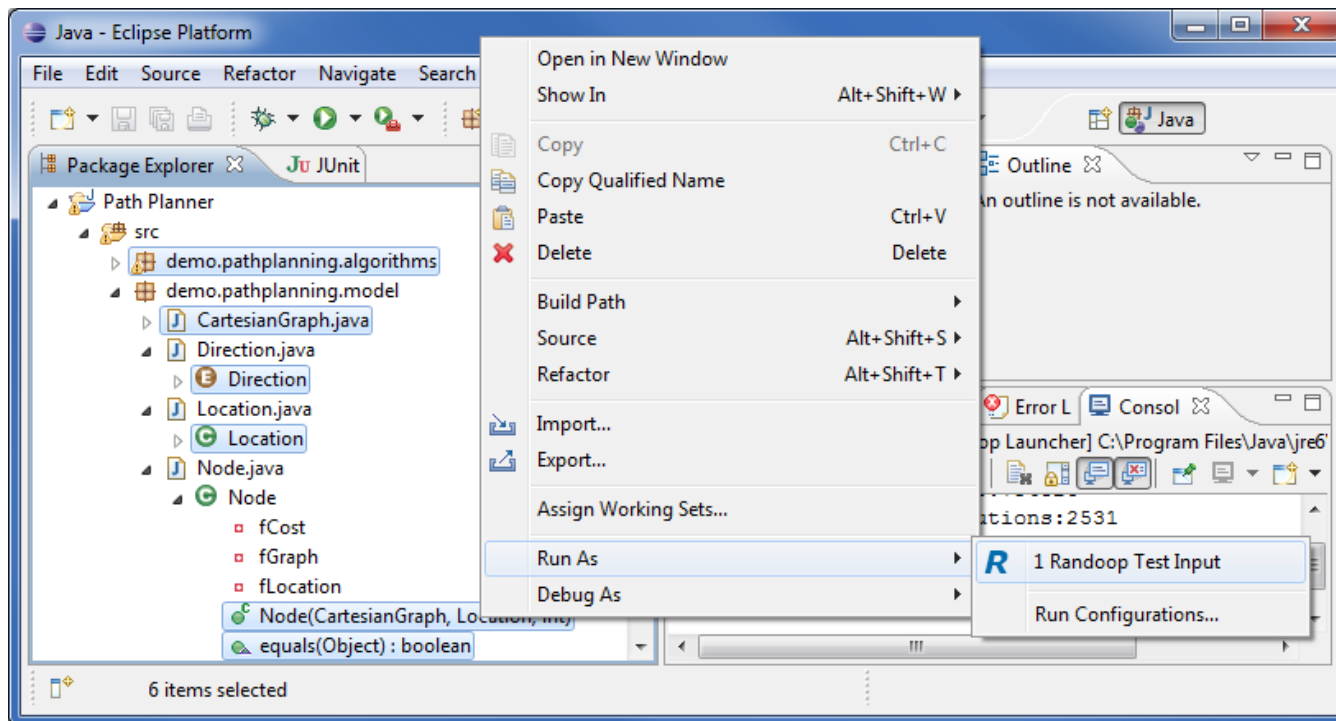 Java - Eclipse Platform
File Edit Source Refactor Navigate Search
Java
Package Explorer
JUnit
Path Planner
src
demo.pathplanning.algorithms
demo.pathplanning.model
CartesianGraph.java
Direction.java
Direction
Location.java
Location
Node.java
Node
fCost
fGraph
fLocation
Node(CartesianGraph, Location, int)
equals(Object) : boolean
6 items selected
Open in New Window
Show In Alt+Shift+W
Copy Ctrl+C
Copy Qualified Name
Paste Ctrl+V
Delete Delete
Build Path
Source Alt+Shift+S
Refactor Alt+Shift+T
Import...
Export...
Assign Working Sets...
Run As
Debug As
1 Randoop Test Input
Run Configurations...
Outline
An outline is not available.
Error L Consol
op Launcher] C:\Program Files\Java\jre6
utions:2531